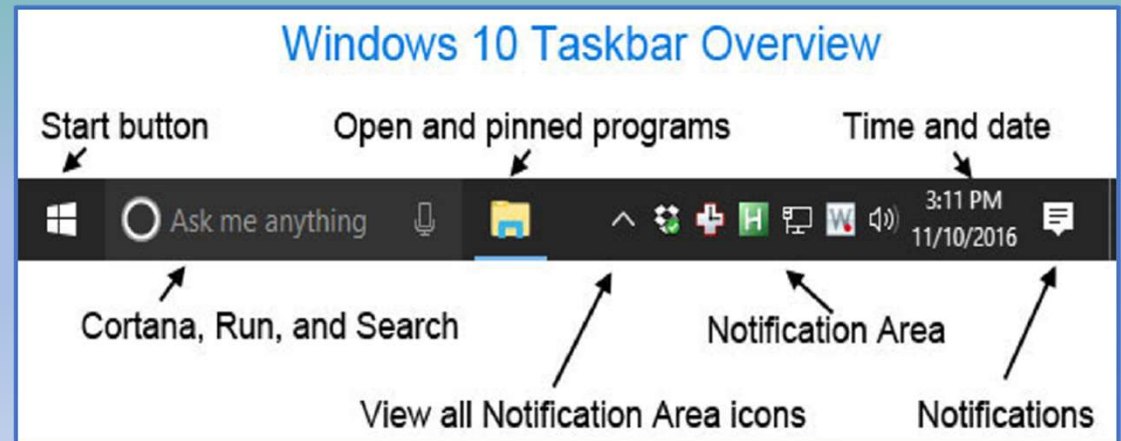 Windows 10 Taskbar Overview
Start button
Open and pinned programs
Time and date
Ask me anything
H
W
3:11 PM
11/10/2016
Cortana, Run, and Search
Notification Area
View all Notification Area icons
Notifications